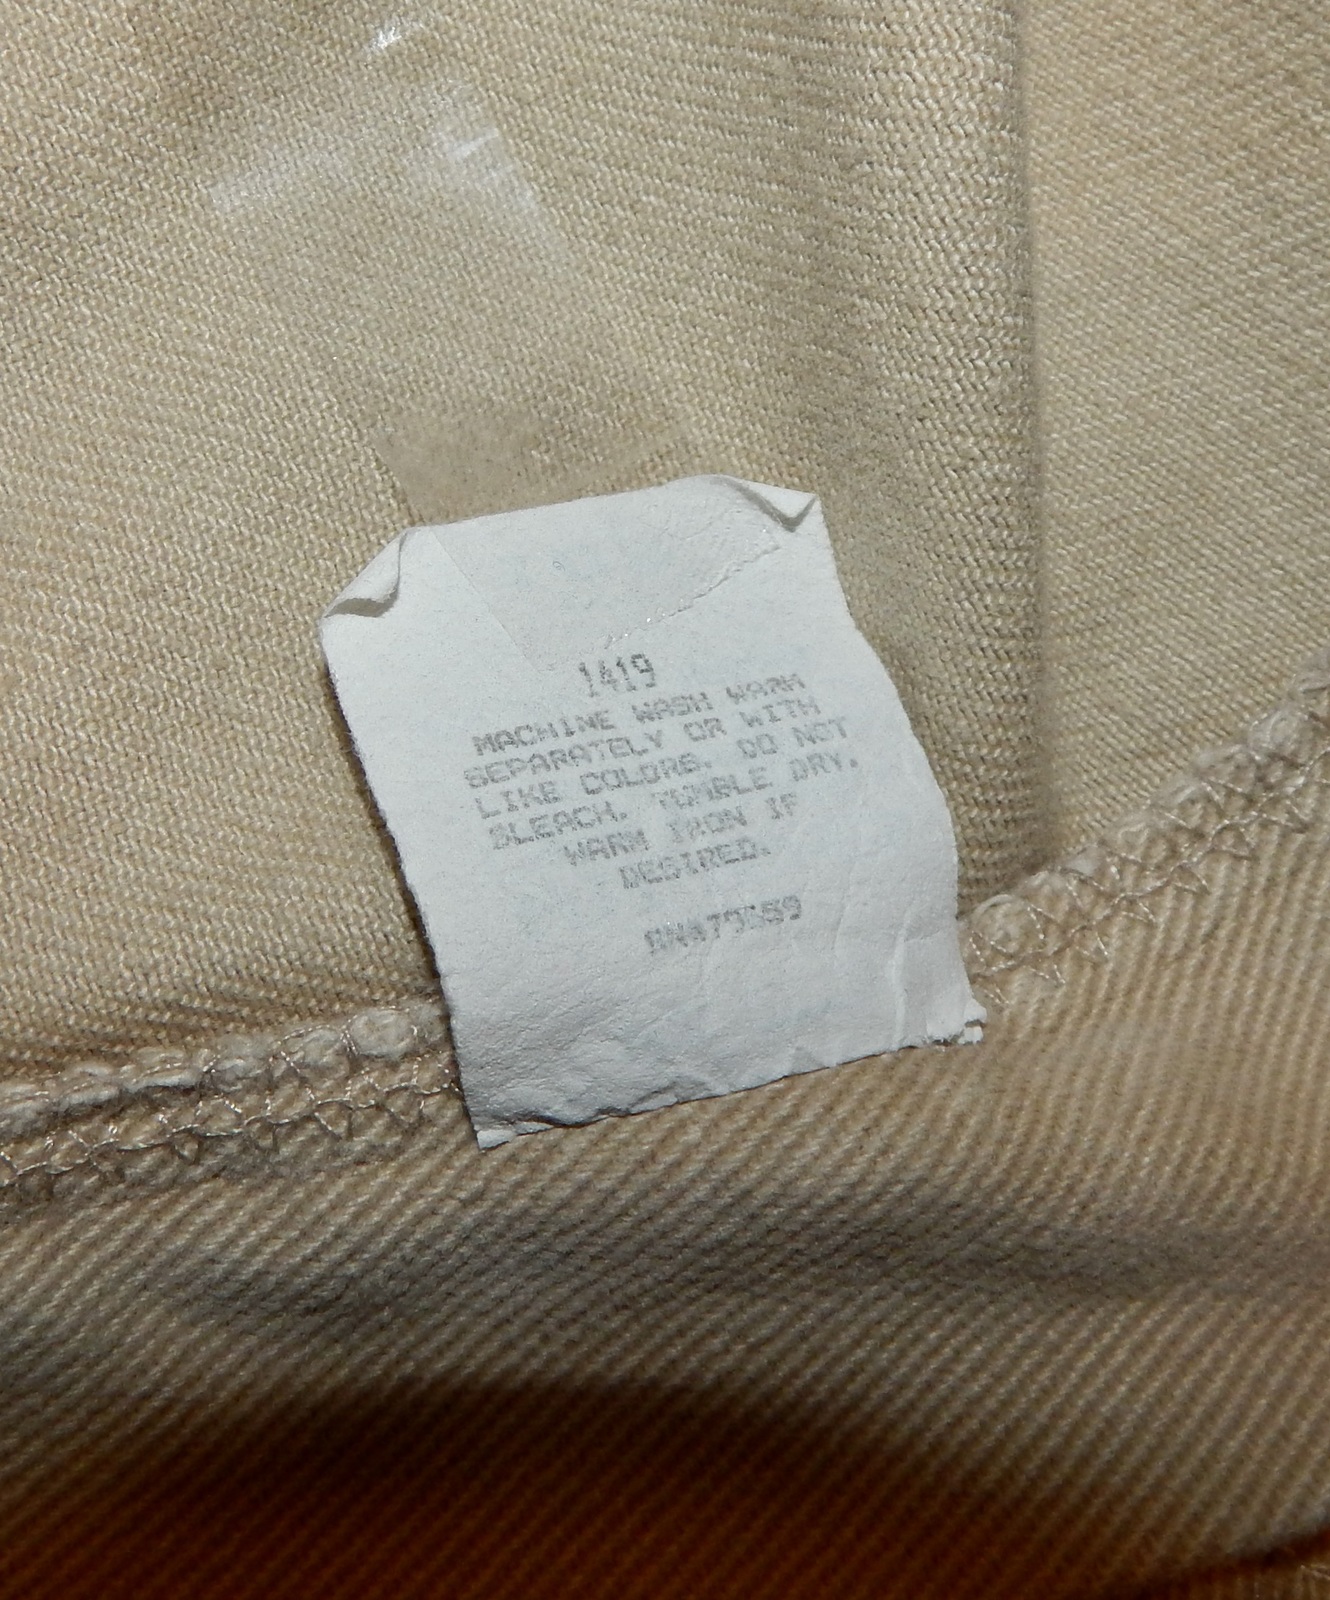 1419
MACHINE WASH WARM
SEPARATELY OR WITH
LIKE COLORS. DO NOT
BLEACH. TUMBLE DRY.
WARM IRON IF
DESIRED.